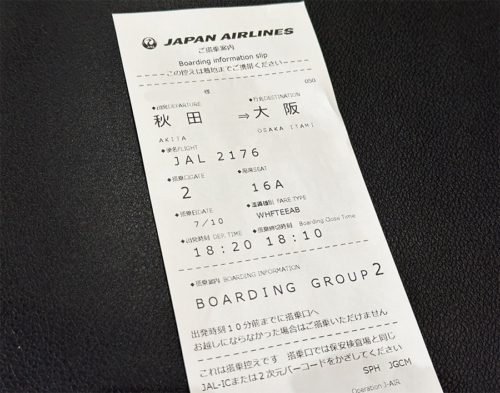 JAPAN AIRLINES
ご搭乗案内
Boarding information slip
この控えは着地までご携帯ください
様 050
◆出発DEPARTURE ◆行先DESTINATION
秋田 ⇒大阪
AKITA OSAKA ITAMI
◆便名FLIGHT
JAL 2176
◆搭乗口GATE ◆座席SEAT
2 16A
◆搭乗日DATE ◆運賃種別 FARE TYPE
7/10 WHFTEEAB
◆出発時刻 DEP. TIME ◆搭乗締切時刻 Boarding Close Time
18:20 18:10
◆搭乗案内 BOARDING INFORMATION
BOARDING GROUP2
出発時刻10分前までに搭乗口へ
お越しにならなかった場合はご搭乗いただけません
これは搭乗控えです 搭乗口では保安検査場と同じ
JAL-ICまたは2次元バーコードをかざしてください
SPH JGCM
Operation J-AIR